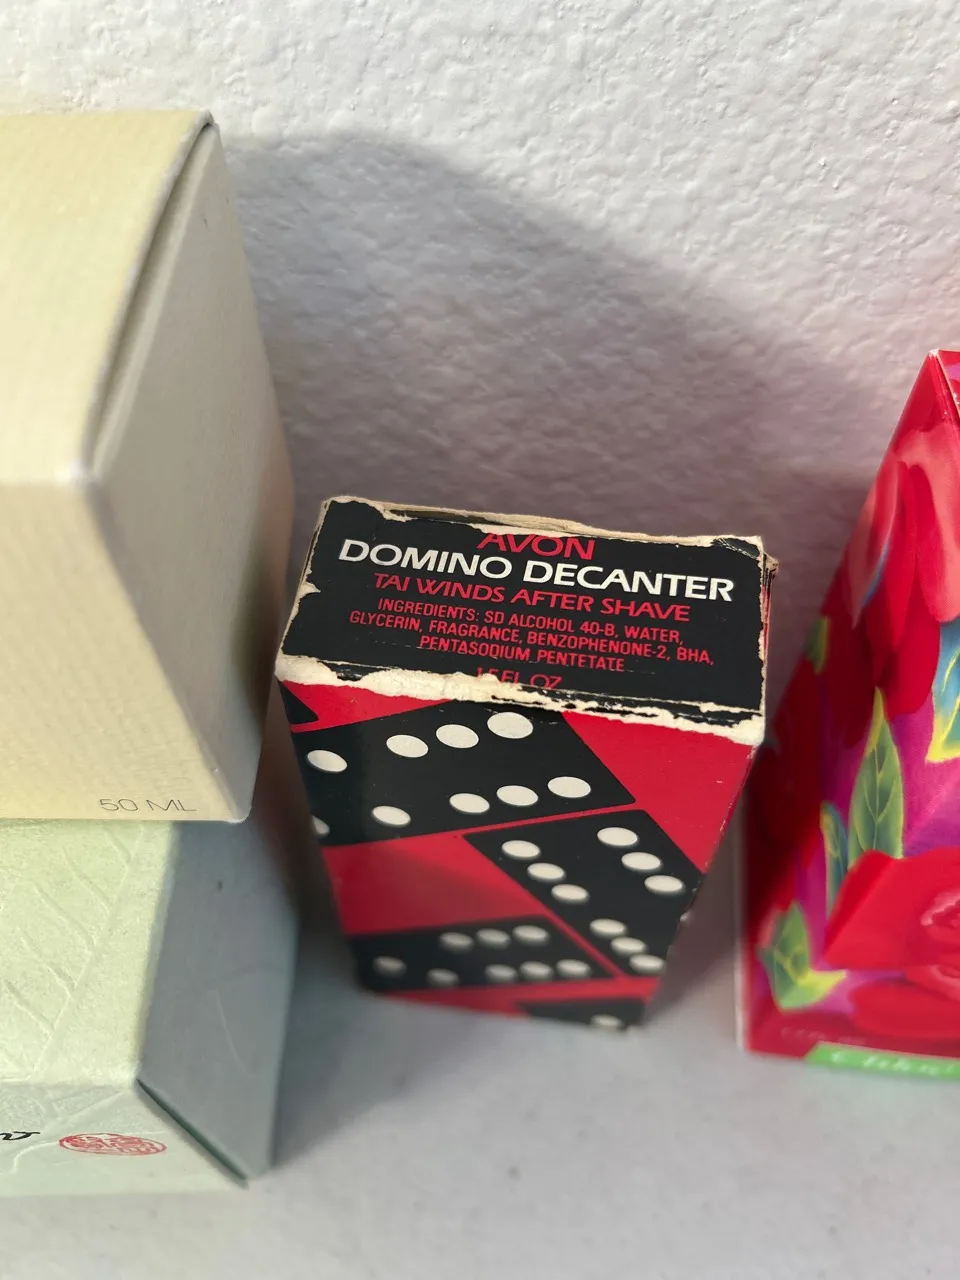 AVON
DOMINO DECANTER
TAI WINDS AFTER SHAVE
INGREDIENTS: SD ALCOHOL 40-B, WATER,
GLYCERIN, FRAGRANCE, BENZOPHENONE-2, BHA,
PENTASODIUM PENTETATE
1.5 FL OZ
50 ML